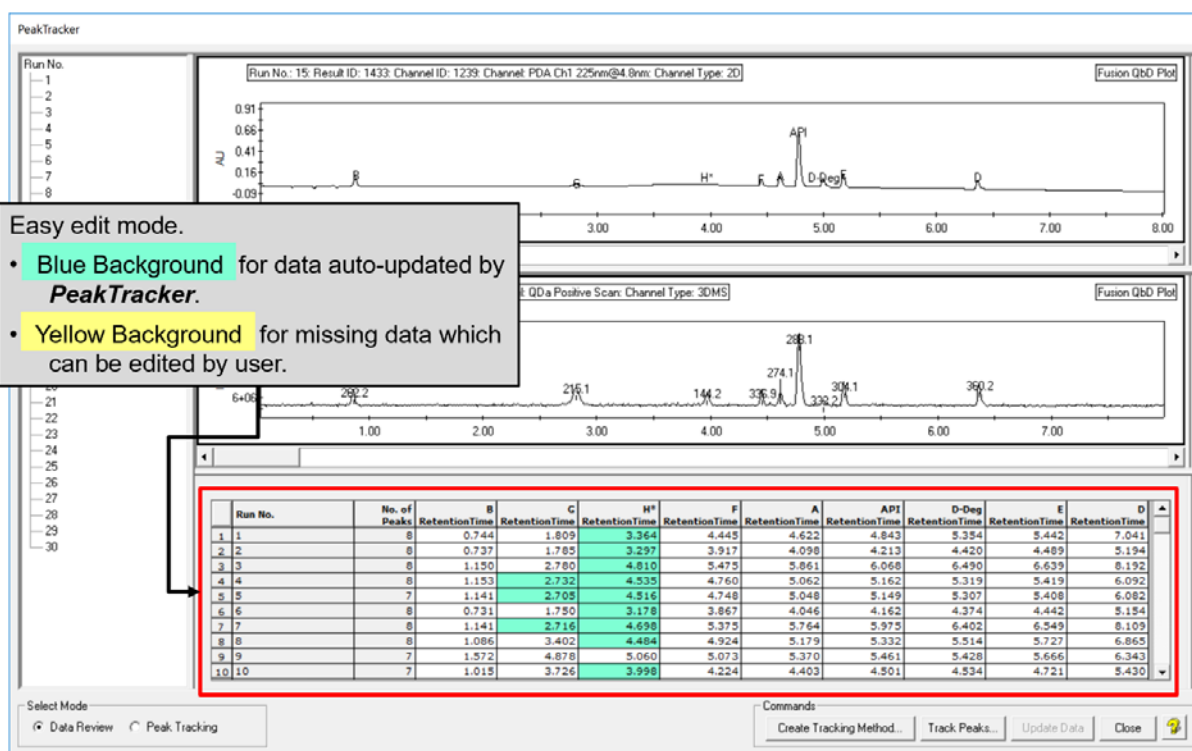 PeakTracker
Run No.
1
2
3
4
5
6
7
8
Run No.: 15: Result ID: 1433: Channel ID: 1239: Channel: PDA Ch1 225nm@4.8nm: Channel Type: 2D
Fusion QbD Plot
0.91
0.66
0.41
0.16
-0.09
AU
B G H* F A API D-Deg E D
3.00 4.00 5.00 6.00 7.00 8.00
Easy edit mode.
• Blue Background for data auto-updated by
PeakTracker.
• Yellow Background for missing data which
can be edited by user.
QDa Positive Scan: Channel Type: 3DMS
Fusion QbD Plot
6+06
215.1 144.2 274.1 288.1 304.1 360.2
1.00 2.00 3.00 4.00 5.00 6.00 7.00
21
22
23
24
25
26
27
28
29
30
Run No. No. of Peaks B RetentionTime G RetentionTime H* RetentionTime F RetentionTime A RetentionTime API RetentionTime D-Deg RetentionTime E RetentionTime D RetentionTime
1 1 8 0.744 1.809 3.364 4.445 4.622 4.843 5.354 5.442 7.041
2 2 8 0.737 1.785 3.297 3.917 4.098 4.213 4.420 4.489 5.194
3 3 8 1.150 2.780 4.810 5.475 5.861 6.068 6.490 6.639 8.192
4 4 8 1.153 2.732 4.535 4.760 5.062 5.162 5.319 5.419 6.092
5 5 7 1.141 2.705 4.516 4.748 5.048 5.149 5.307 5.408 6.082
6 6 8 0.731 1.750 3.178 3.867 4.046 4.162 4.374 4.442 5.154
7 7 8 1.141 2.716 4.698 5.375 5.764 5.975 6.402 6.549 8.109
8 8 8 1.086 3.402 4.484 4.924 5.179 5.332 5.514 5.727 6.865
9 9 7 1.572 4.878 5.060 5.073 5.370 5.461 5.428 5.666 6.343
10 10 7 1.015 3.726 3.998 4.224 4.403 4.501 4.534 4.721 5.430
Select Mode
Data Review Peak Tracking
Commands
Create Tracking Method... Track Peaks... Update Data Close